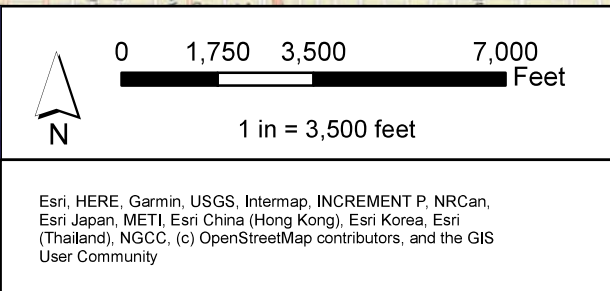 0 1,750 3,500 7,000
Feet
N
1 in = 3,500 feet
Esri, HERE, Garmin, USGS, Intermap, INCREMENT P, NRCan,
Esri Japan, METI, Esri China (Hong Kong), Esri Korea, Esri
(Thailand), NGCC, (c) OpenStreetMap contributors, and the GIS
User Community